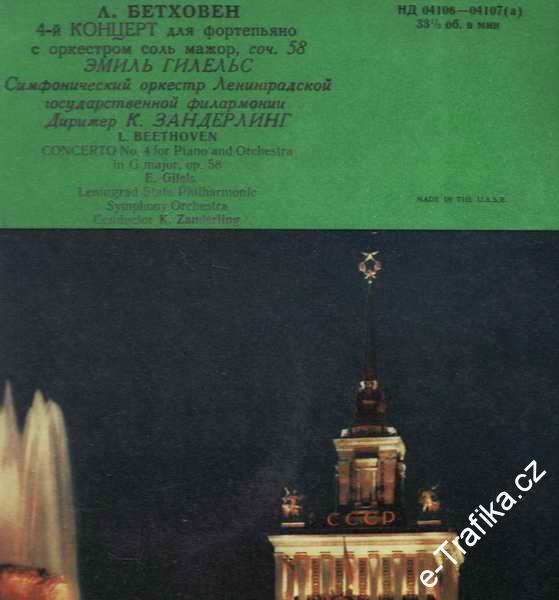 Л. БЕТХОВЕН
4-й КОНЦЕРТ для фортепьяно
с оркестром соль мажор, соч. 58
ЭМИЛЬ ГИЛЕЛЬС
Симфонический оркестр Ленинградской
государственной филармонии
Дирижер К. ЗАНДЕРЛИНГ
L. BEETHOVEN
CONCERTO No. 4 for Piano and Orchestra
in G major, op. 58
E. Gilels
Leningrad State Philharmonic
Symphony Orchestra
Conductor K. Zanderling
НД 04106—04107(а)
33⅓ об. в мин
MADE IN THE U.S.S.R.
СССР
e-Trafika.cz